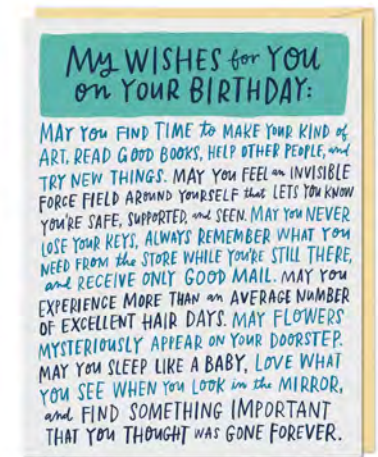 My WISHES for YOU
on YOUR BIRTHDAY:
MAY YOU FIND TIME to MAKE YOUR KIND of
ART, READ GOOD BOOKS, HELP OTHER PEOPLE, and
TRY NEW THINGS. MAY YOU FEEL an INVISIBLE
FORCE FIELD AROUND YOURSELF that LETS YOU KNOW
YOU'RE SAFE, SUPPORTED, and SEEN. MAY YOU NEVER
LOSE YOUR KEYS, ALWAYS REMEMBER WHAT YOU
NEED FROM the STORE WHILE YOU'RE STILL THERE,
and RECEIVE ONLY GOOD MAIL. MAY YOU
EXPERIENCE MORE THAN an AVERAGE NUMBER
OF EXCELLENT HAIR DAYS. MAY FLOWERS
MYSTERIOUSLY APPEAR ON YOUR DOORSTEP.
MAY YOU SLEEP LIKE A BABY, LOVE WHAT
YOU SEE WHEN YOU LOOK in the MIRROR,
and FIND SOMETHING IMPORTANT
THAT YOU THOUGHT WAS GONE FOREVER.